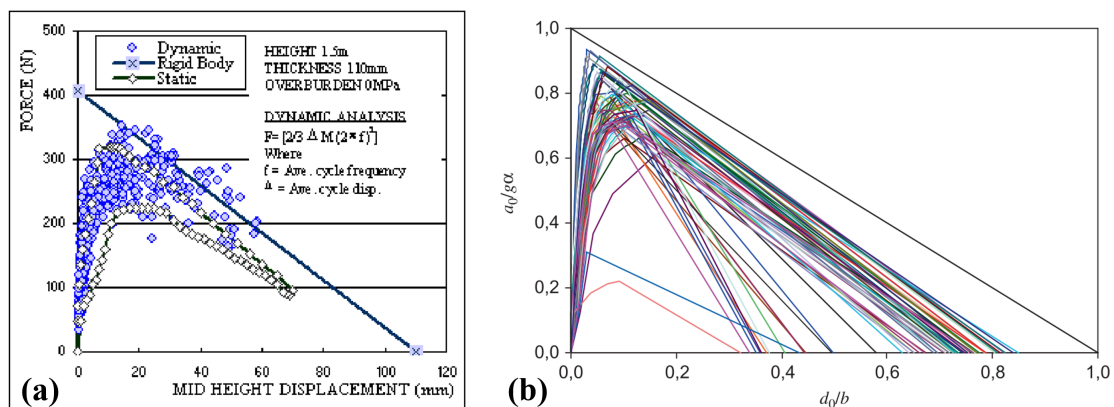 500
400
300
200
100
0
FORCE (N)
Dynamic
Rigid Body
Static
HEIGHT 1.5m
THICKNESS 110mm
OVERBURDEN 0MPa
DYNAMIC ANALYSIS
F= [2/3 Δ M (2π f)²]
Where
f = Ave. cycle frequency
Δ = Ave. cycle disp.
0 20 40 60 80 100 120
MID HEIGHT DISPLACEMENT (mm)
(a)
1,0
0,8
0,6
0,4
0,2
0,0
a₀/gα
0,0 0,2 0,4 0,6 0,8 1,0
d₀/b
(b)